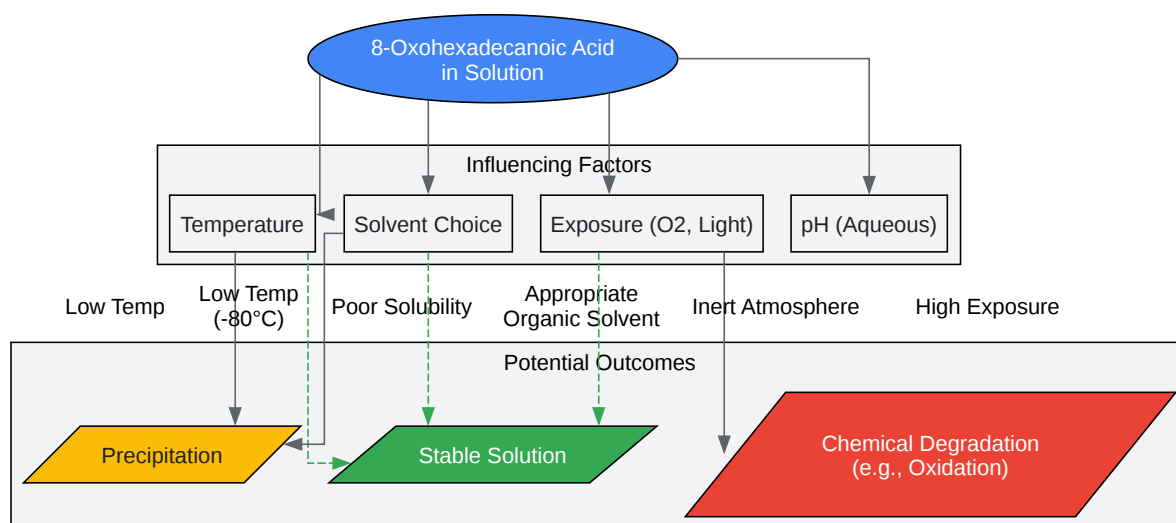 8-Oxohexadecanoic Acid
in Solution
Influencing Factors
Temperature
Solvent Choice
Exposure (O2, Light)
pH (Aqueous)
Low Temp
Low Temp
(-80°C)
Poor Solubility
Appropriate
Organic Solvent
Inert Atmosphere
High Exposure
Potential Outcomes
Precipitation
Stable Solution
Chemical Degradation
(e.g., Oxidation)